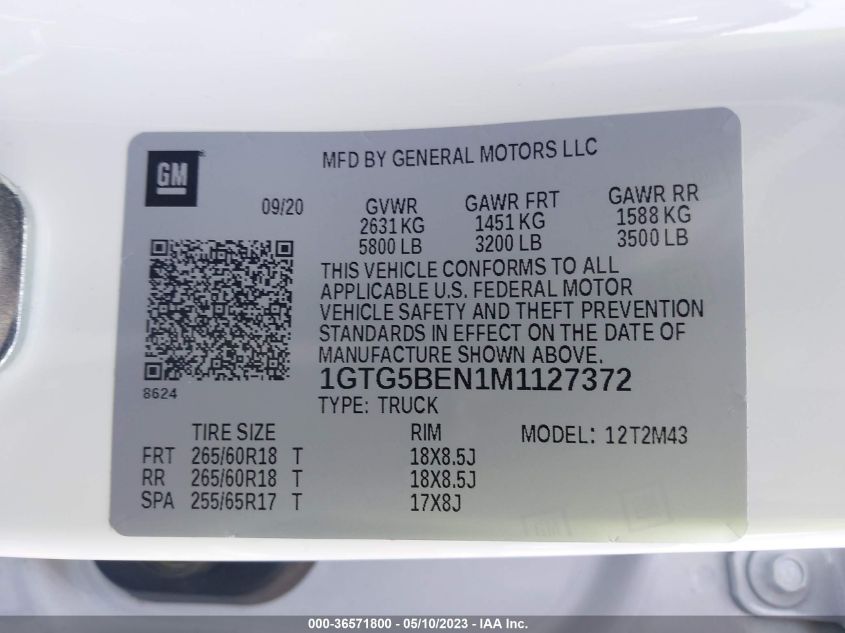 GM
MFD BY GENERAL MOTORS LLC
09/20
GVWR GAWR FRT GAWR RR
2631 KG 1451 KG 1588 KG
5800 LB 3200 LB 3500 LB
THIS VEHICLE CONFORMS TO ALL
APPLICABLE U.S. FEDERAL MOTOR
VEHICLE SAFETY AND THEFT PREVENTION
STANDARDS IN EFFECT ON THE DATE OF
MANUFACTURE SHOWN ABOVE.
1GTG5BEN1M1127372
8624
TYPE: TRUCK
TIRE SIZE RIM MODEL: 12T2M43
FRT 265/60R18 T 18X8.5J
RR 265/60R18 T 18X8.5J
SPA 255/65R17 T 17X8J
GM GM
000-36571800 - 05/10/2023 - IAA Inc.